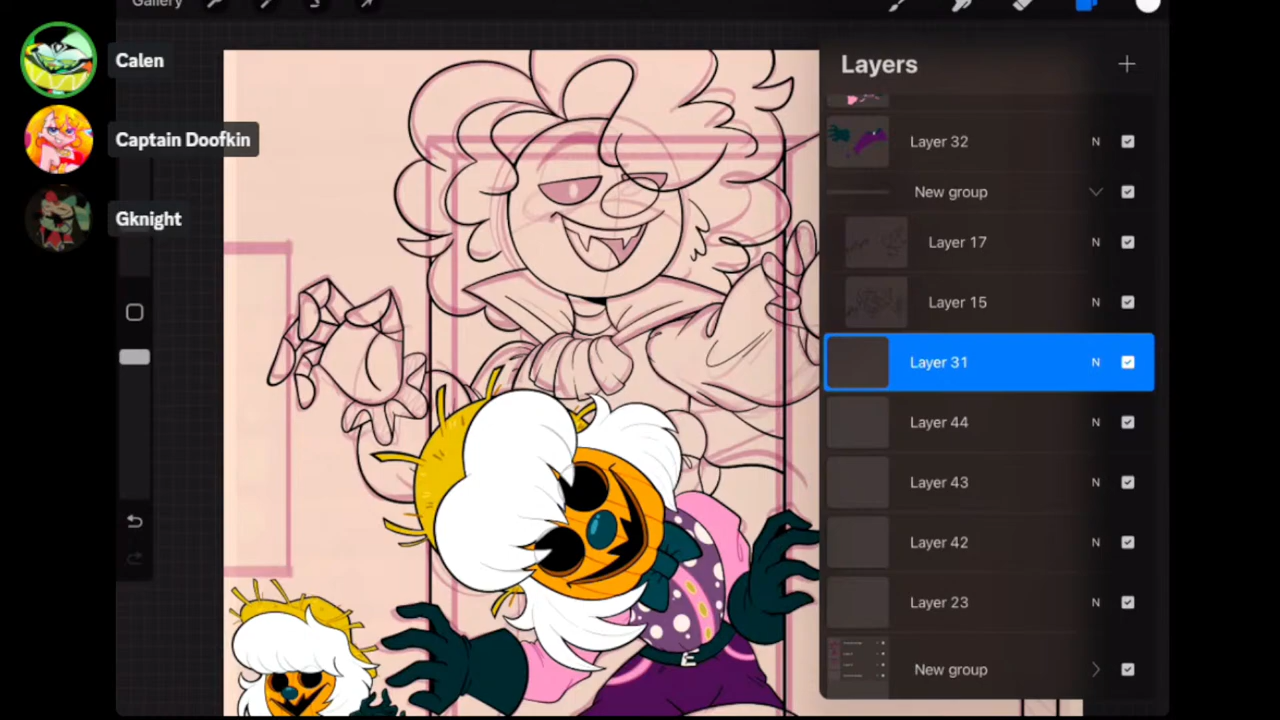 Gallery
Calen
Captain Doofkin
Gknight
Layers
Layer 32 N
New group
Layer 17 N
Layer 15 N
Layer 31 N
Layer 44 N
Layer 43 N
Layer 42 N
Layer 23 N
New group